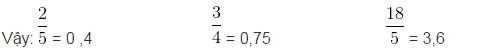 Vậy: 2/5 = 0 ,4 3/4 = 0,75 18/5 = 3,6